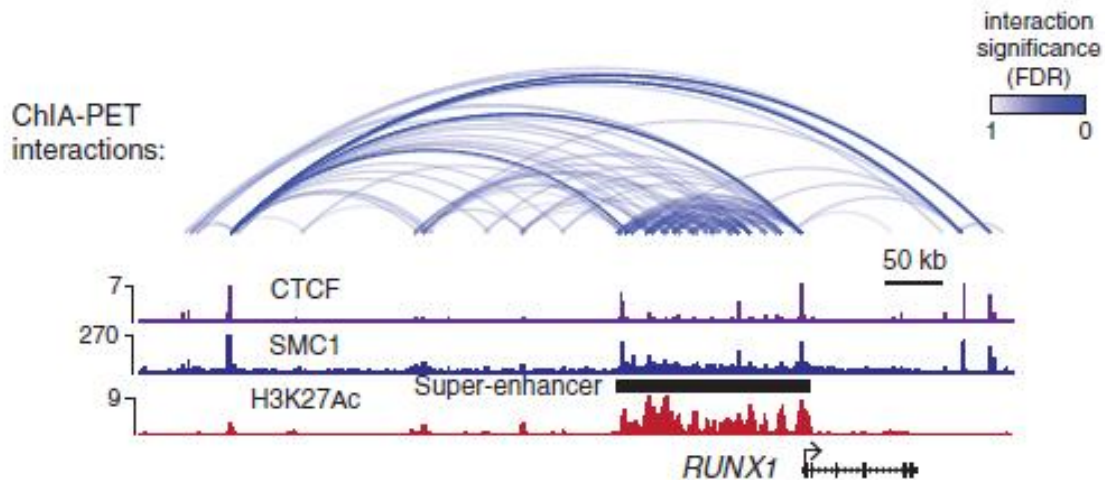 interaction
significance
(FDR)
1 0
ChIA-PET
interactions:
50 kb
7
CTCF
270
SMC1
Super-enhancer
9
H3K27Ac
RUNX1